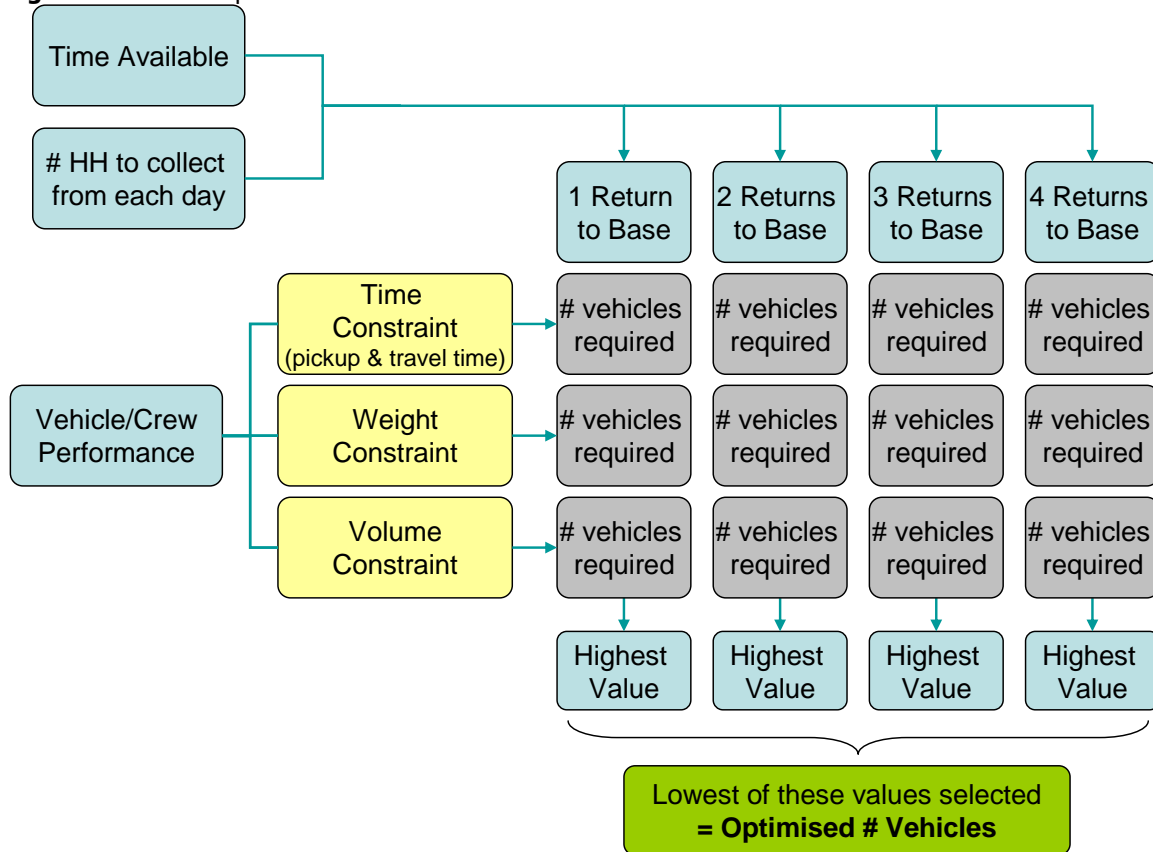 Time Available
# HH to collect
from each day
1 Return
to Base
2 Returns
to Base
3 Returns
to Base
4 Returns
to Base
Time
Constraint
(pickup & travel time)
# vehicles
required
# vehicles
required
# vehicles
required
# vehicles
required
Vehicle/Crew
Performance
Weight
Constraint
# vehicles
required
# vehicles
required
# vehicles
required
# vehicles
required
Volume
Constraint
# vehicles
required
# vehicles
required
# vehicles
required
# vehicles
required
Highest
Value
Highest
Value
Highest
Value
Highest
Value
Lowest of these values selected
= Optimised # Vehicles